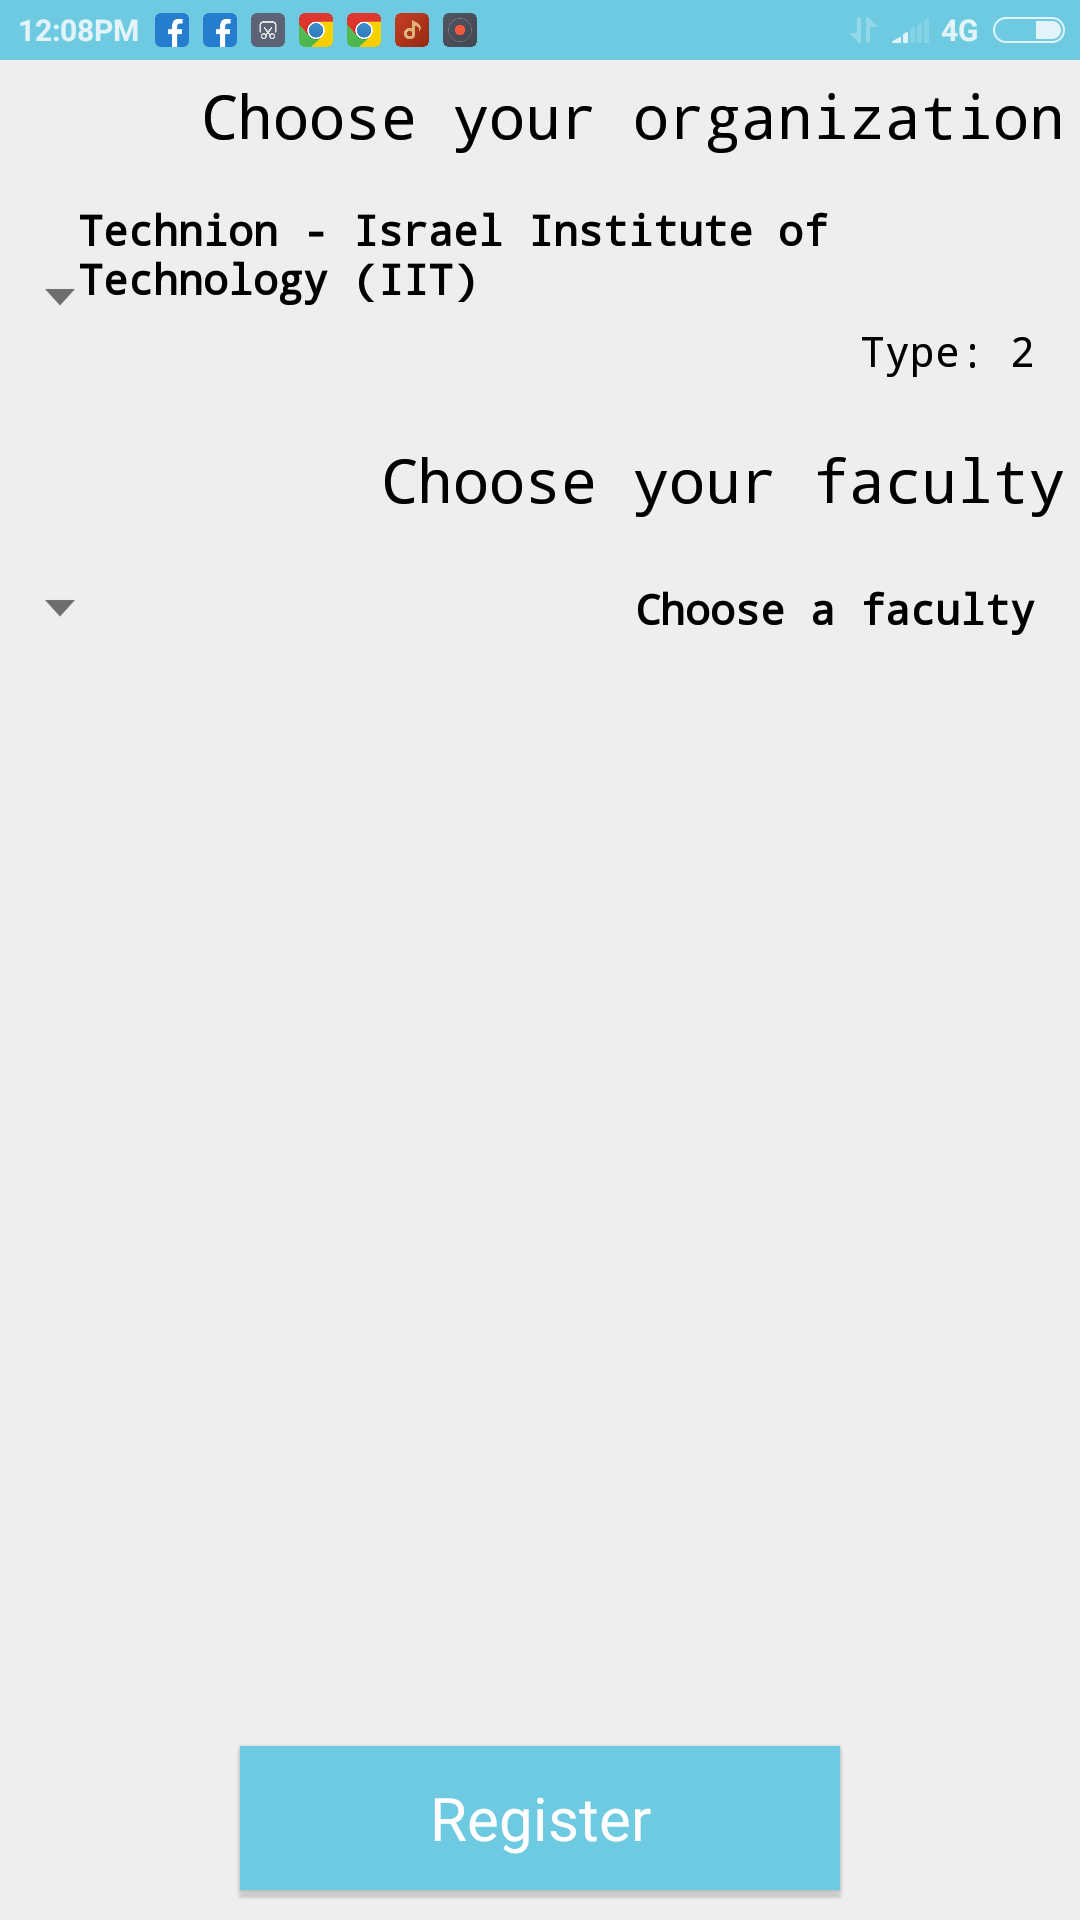 12:08PM
4G
Choose your organization
Technion - Israel Institute of
Technology (IIT)
Type: 2
Choose your faculty
Choose a faculty
Register